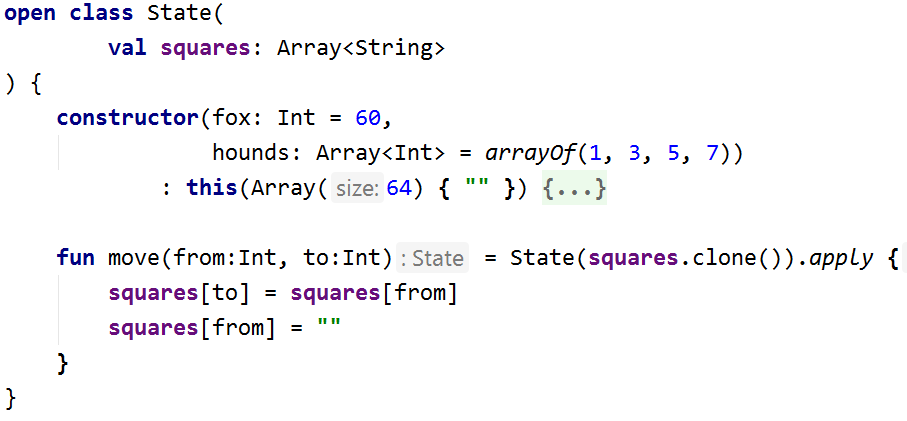 open class State(
        val squares: Array<String>
) {
    constructor(fox: Int = 60,
                hounds: Array<Int> = arrayOf(1, 3, 5, 7))
            : this(Array( size: 64) { "" }) {...}

    fun move(from:Int, to:Int) : State = State(squares.clone()).apply {
        squares[to] = squares[from]
        squares[from] = ""
    }
}